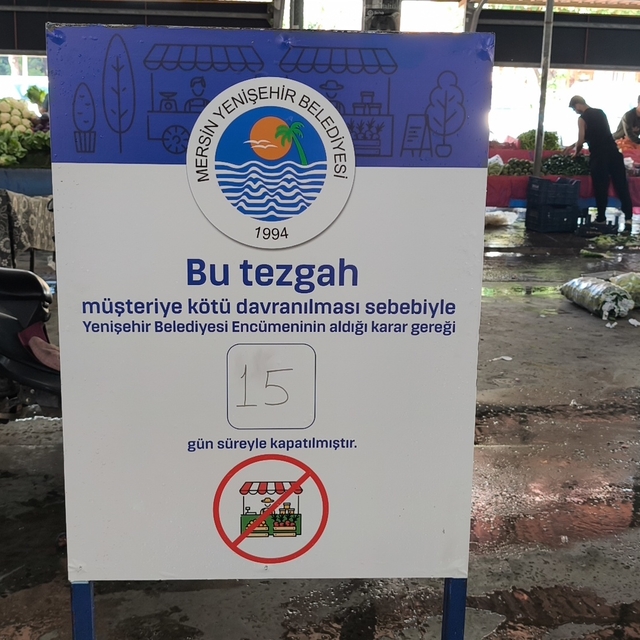 MERSİN YENİŞEHİR BELEDİYESİ
1994
Bu tezgah
müşteriye kötü davranılması sebebiyle
Yenişehir Belediyesi Encümeninin aldığı karar gereği
15
gün süreyle kapatılmıştır.